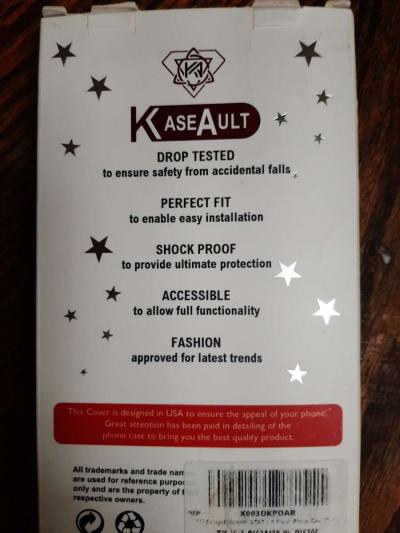 KA
KASEAULT
DROP TESTED
to ensure safety from accidental falls
PERFECT FIT
to enable easy installation
SHOCK PROOF
to provide ultimate protection
ACCESSIBLE
to allow full functionality
FASHION
approved for latest trends
This Cover is designed in USA to ensure the appeal of your phone.
Great attention has been paid in detailing of the
phone case to bring you the best quality product.
All trademarks and trade nam
are used for reference purpose
only and are the property of t
respective owners.
X003DKPDAR